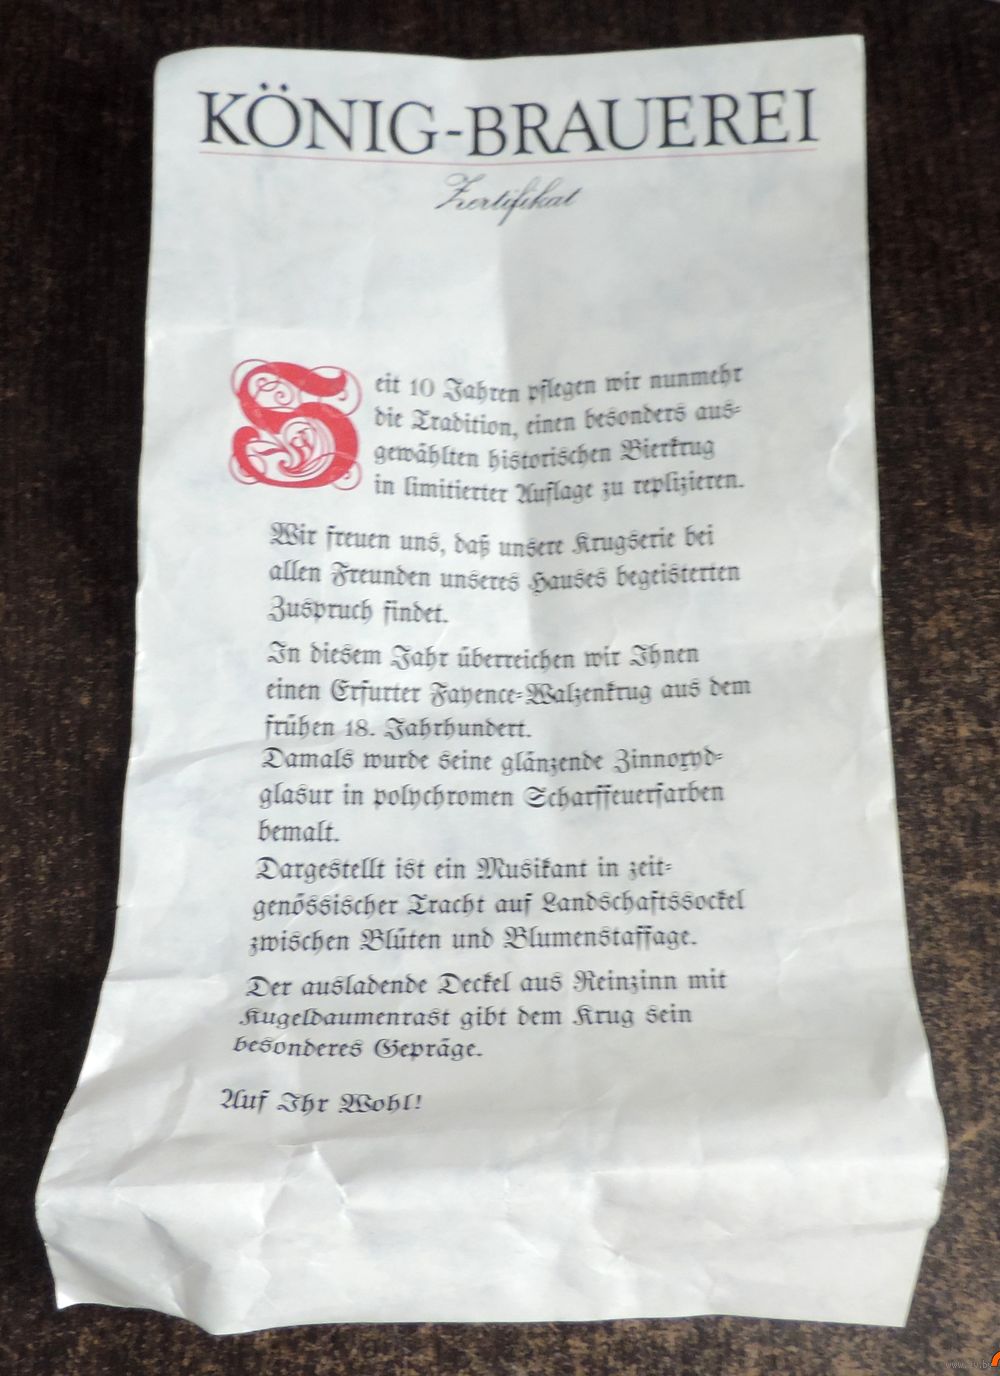 KÖNIG-BRAUEREI
Zertifikat
Seit 10 Jahren pflegen wir nunmehr
die Tradition, einen besonders aus-
gewählten historischen Bierkrug
in limitierter Auflage zu replizieren.
Wir freuen uns, daß unsere Krugserie bei
allen Freunden unseres Hauses begeisterten
Zuspruch findet.
In diesem Jahr überreichen wir Ihnen
einen Erfurter Fayence-Walzenkrug aus dem
frühen 18. Jahrhundert.
Damals wurde seine glänzende Zinnoxyd-
glasur in polychromen Scharffeuerfarben
bemalt.
Dargestellt ist ein Musikant in zeit-
genössischer Tracht auf Landschaftssockel
zwischen Blüten und Blumenstaffage.
Der ausladende Deckel aus Reinzinn mit
Kugeldaumenrast gibt dem Krug sein
besonderes Gepräge.
Auf Ihr Wohl!